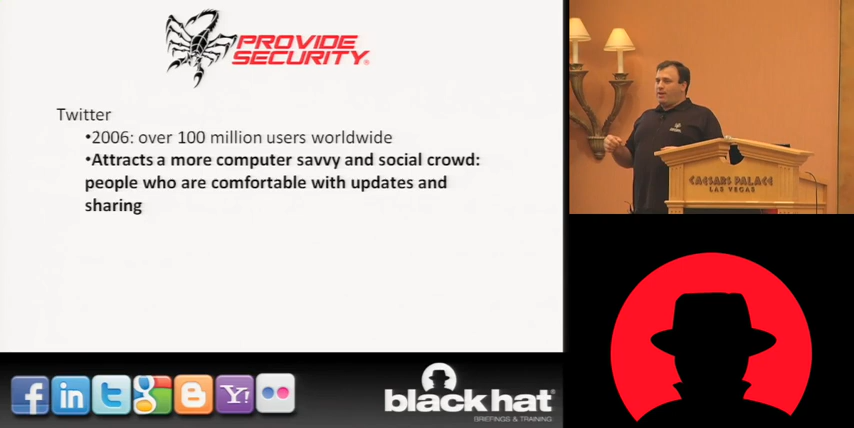 PROVIDE
SECURITY®
Twitter
•2006: over 100 million users worldwide
•Attracts a more computer savvy and social crowd:
people who are comfortable with updates and
sharing
CAESARS PALACE
LAS VEGAS
f in t g B Y!
black hat®
BRIEFINGS & TRAINING